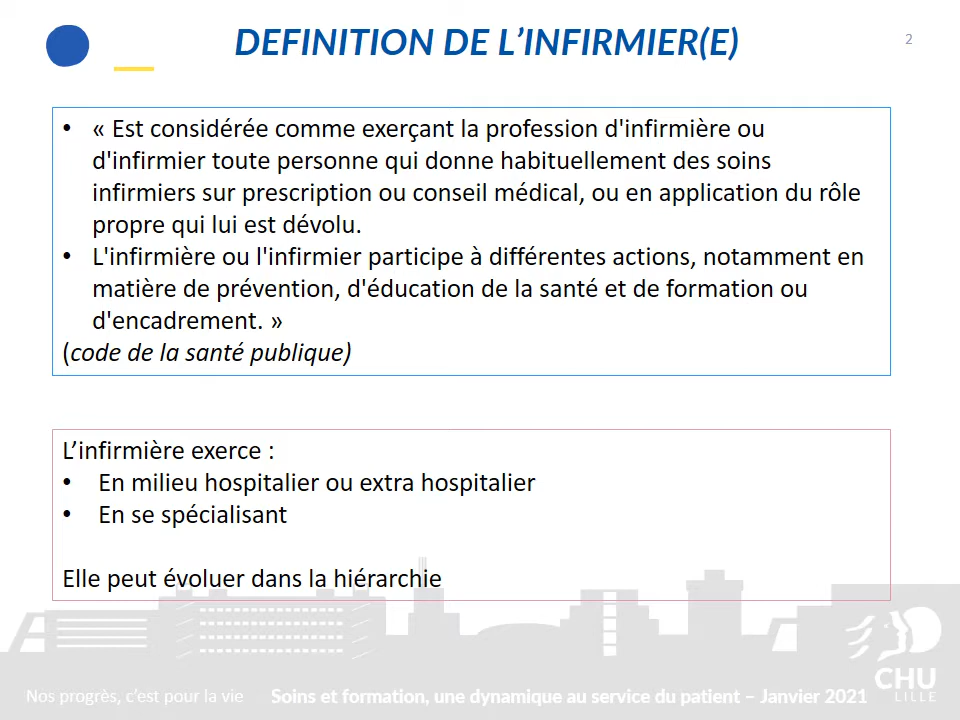 DEFINITION DE L’INFIRMIER(E)
2
• « Est considérée comme exerçant la profession d'infirmière ou
d'infirmier toute personne qui donne habituellement des soins
infirmiers sur prescription ou conseil médical, ou en application du rôle
propre qui lui est dévolu.
• L'infirmière ou l'infirmier participe à différentes actions, notamment en
matière de prévention, d'éducation de la santé et de formation ou
d'encadrement. »
(code de la santé publique)
L’infirmière exerce :
• En milieu hospitalier ou extra hospitalier
• En se spécialisant
Elle peut évoluer dans la hiérarchie
Nos progrès, c’est pour la vie
Soins et formation, une dynamique au service du patient – Janvier 2021
CHU
LILLE